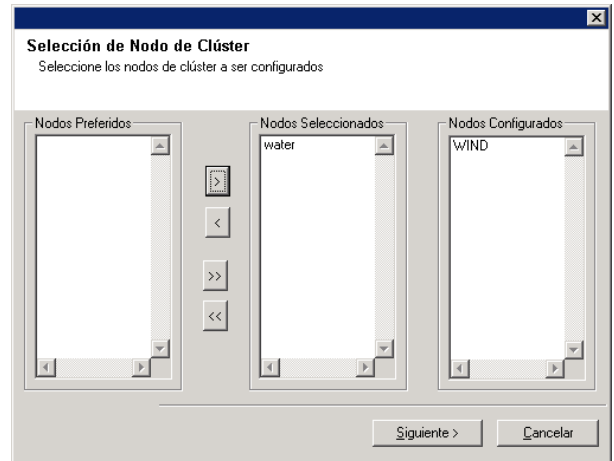 Selección de Nodo de Clúster
Seleccione los nodos de clúster a ser configurados
Nodos Preferidos
Nodos Seleccionados
Nodos Configurados
water
WIND
>
<
>>
<<
Siguiente >
Cancelar